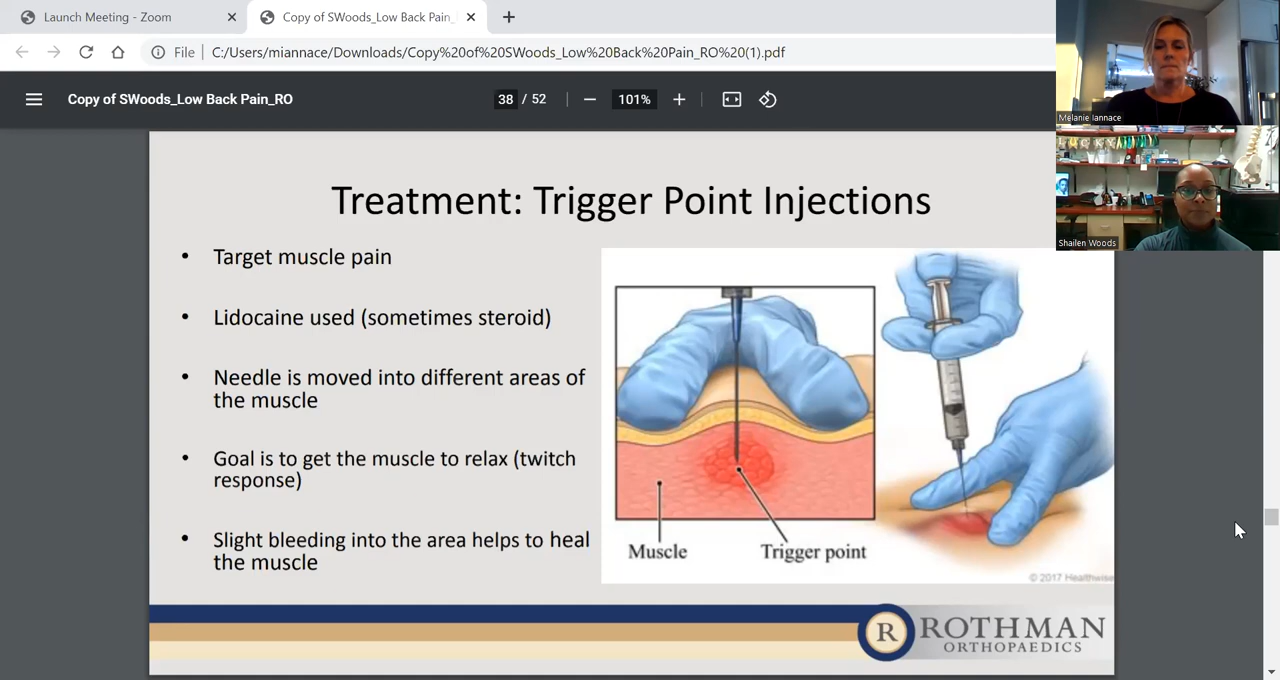 Launch Meeting - Zoom
Copy of SWoods_Low Back Pain_
File
C:/Users/miannace/Downloads/Copy%20of%20SWoods_Low%20Back%20Pain_RO%20(1).pdf
Copy of SWoods_Low Back Pain_RO
38 / 52
101%
Melanie Iannace
Shailen Woods
Treatment: Trigger Point Injections
• Target muscle pain
• Lidocaine used (sometimes steroid)
• Needle is moved into different areas of
the muscle
• Goal is to get the muscle to relax (twitch
response)
• Slight bleeding into the area helps to heal
the muscle
Muscle
Trigger point
© 2017 Healthwise
R ROTHMAN
ORTHOPAEDICS